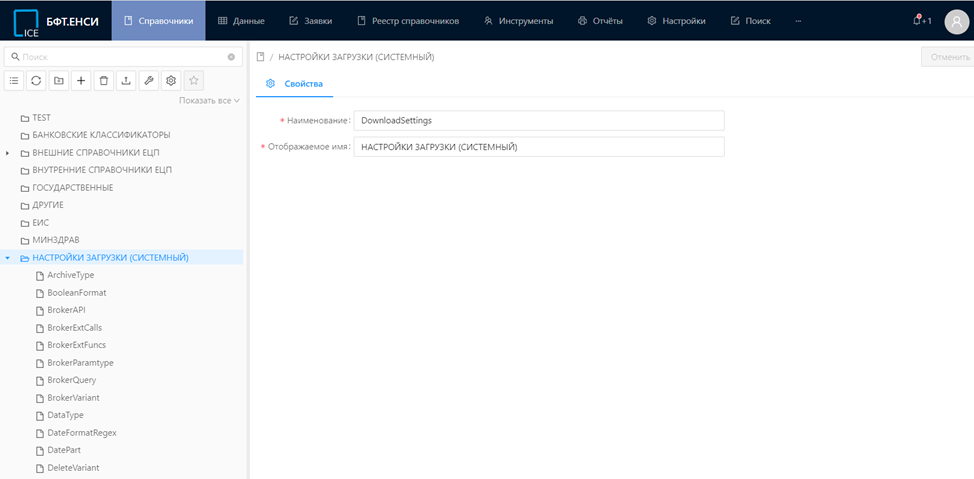 ICE БФТ.ЕНСИ Справочники Данные Заявки Реестр справочников Инструменты Отчёты Настройки Поиск ... +1
Поиск
Показать все
TEST
БАНКОВСКИЕ КЛАССИФИКАТОРЫ
ВНЕШНИЕ СПРАВОЧНИКИ ЕЦП
ВНУТРЕННИЕ СПРАВОЧНИКИ ЕЦП
ГОСУДАРСТВЕННЫЕ
ДРУГИЕ
ЕИС
МИНЗДРАВ
НАСТРОЙКИ ЗАГРУЗКИ (СИСТЕМНЫЙ)
ArchiveType
BooleanFormat
BrokerAPI
BrokerExtCalls
BrokerExtFuncs
BrokerParamtype
BrokerQuery
BrokerVariant
DataType
DateFormatRegex
DatePart
DeleteVariant
/ НАСТРОЙКИ ЗАГРУЗКИ (СИСТЕМНЫЙ)
Отменить
Свойства
* Наименование: DownloadSettings
* Отображаемое имя: НАСТРОЙКИ ЗАГРУЗКИ (СИСТЕМНЫЙ)